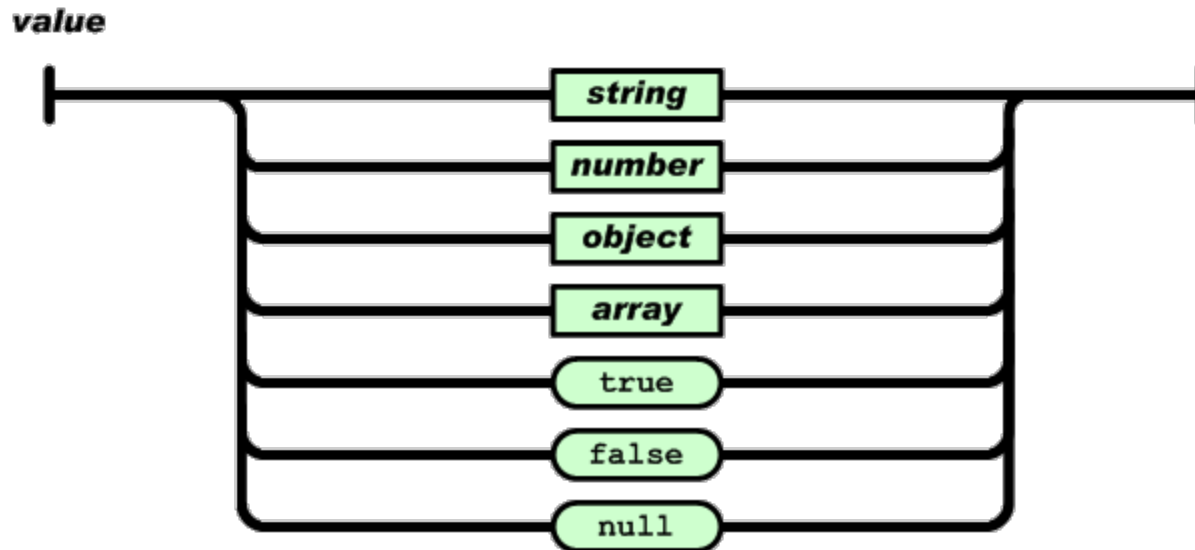 value
string
number
object
array
true
false
null